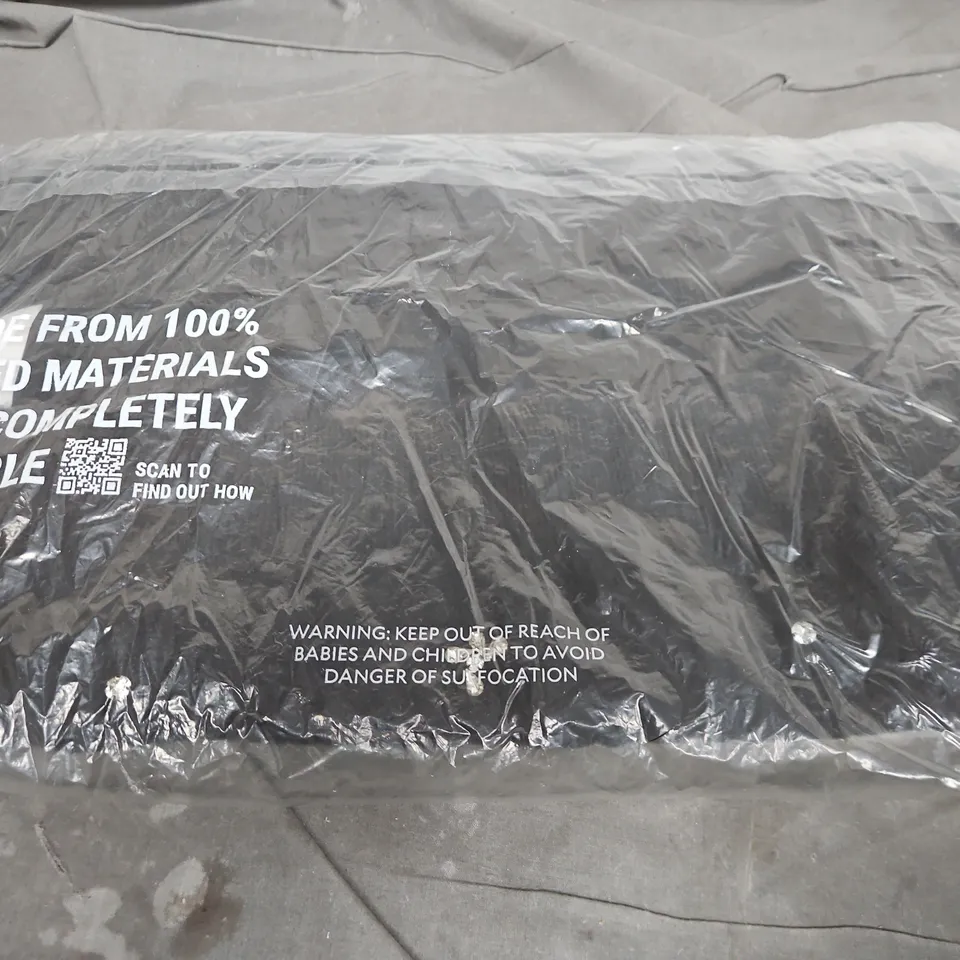 FROM 100%
MATERIALS
COMPLETELY
SCAN TO
FIND OUT HOW
WARNING: KEEP OUT OF REACH OF
BABIES AND CHILDREN TO AVOID
DANGER OF SUFFOCATION